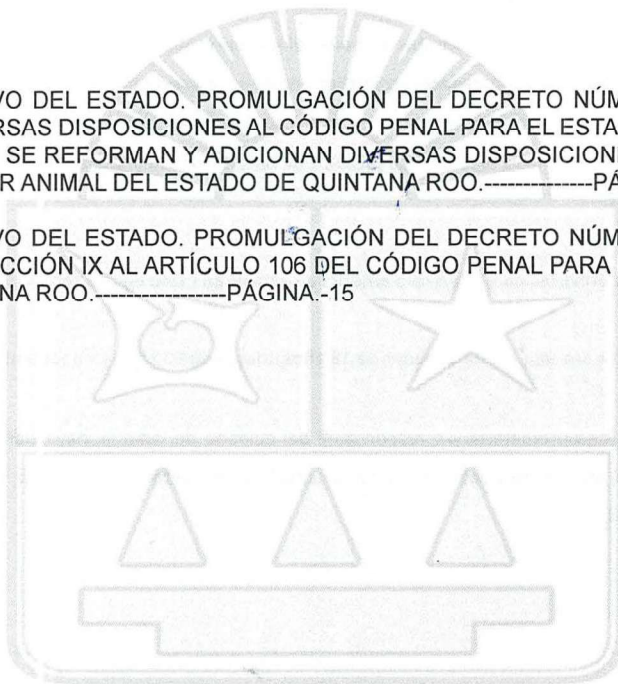 VO DEL ESTADO. PROMULGACIÓN DEL DECRETO NÚM
RSAS DISPOSICIONES AL CÓDIGO PENAL PARA EL ESTA
SE REFORMAN Y ADICIONAN DIVERSAS DISPOSICION
R ANIMAL DEL ESTADO DE QUINTANA ROO.--------------PÁ
VO DEL ESTADO. PROMULGACIÓN DEL DECRETO NÚM
CCIÓN IX AL ARTÍCULO 106 DEL CÓDIGO PENAL PARA
NA ROO.-----------------PÁGINA.-15